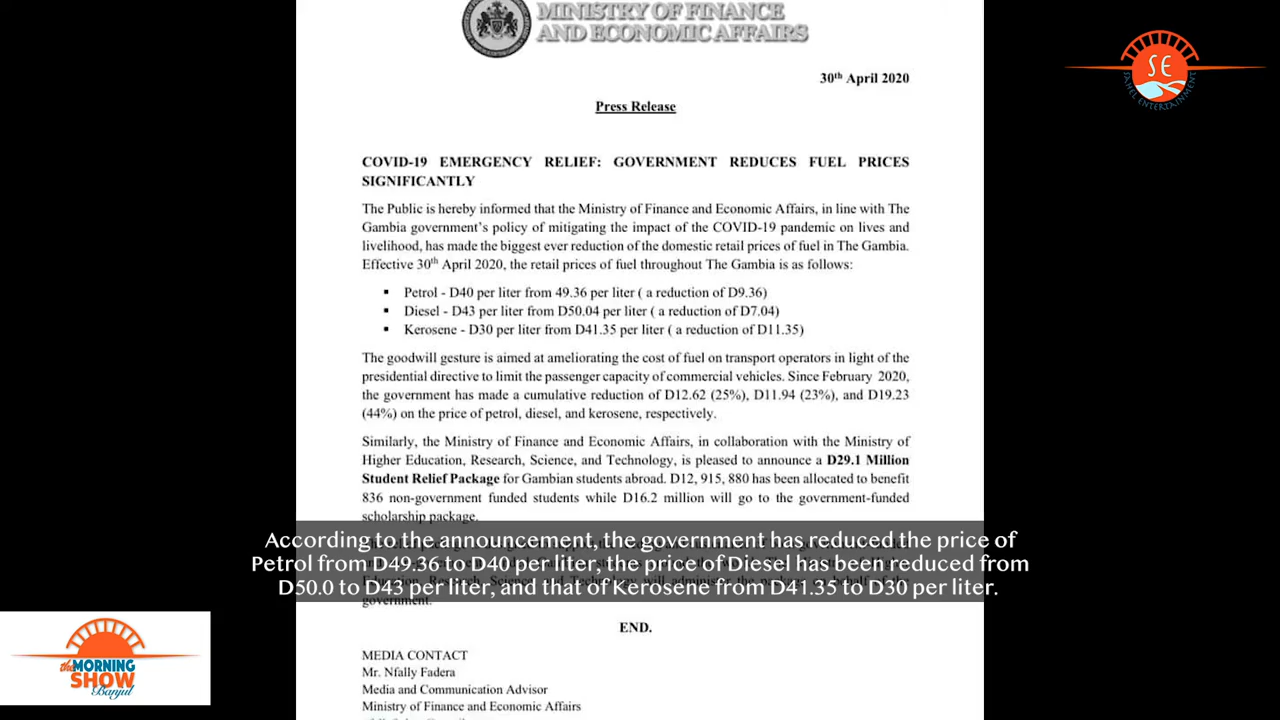 MINISTRY OF FINANCE
AND ECONOMIC AFFAIRS
SE
SAHEL ENTERTAINMENT
30th April 2020
Press Release
COVID-19 EMERGENCY RELIEF: GOVERNMENT REDUCES FUEL PRICES
SIGNIFICANTLY
The Public is hereby informed that the Ministry of Finance and Economic Affairs, in line with The
Gambia government's policy of mitigating the impact of the COVID-19 pandemic on lives and
livelihood, has made the biggest ever reduction of the domestic retail prices of fuel in The Gambia.
Effective 30th April 2020, the retail prices of fuel throughout The Gambia is as follows:
▪ Petrol - D40 per liter from 49.36 per liter ( a reduction of D9.36)
▪ Diesel - D43 per liter from D50.04 per liter ( a reduction of D7.04)
▪ Kerosene - D30 per liter from D41.35 per liter ( a reduction of D11.35)
The goodwill gesture is aimed at ameliorating the cost of fuel on transport operators in light of the
presidential directive to limit the passenger capacity of commercial vehicles. Since February 2020,
the government has made a cumulative reduction of D12.62 (25%), D11.94 (23%), and D19.23
(44%) on the price of petrol, diesel, and kerosene, respectively.
Similarly, the Ministry of Finance and Economic Affairs, in collaboration with the Ministry of
Higher Education, Research, Science, and Technology, is pleased to announce a D29.1 Million
Student Relief Package for Gambian students abroad. D12, 915, 880 has been allocated to benefit
836 non-government funded students while D16.2 million will go to the government-funded
scholarship package.
According to the announcement, the government has reduced the price of
Petrol from D49.36 to D40 per liter; the price of Diesel has been reduced from
D50.0 to D43 per liter; and that of Kerosene from D41.35 to D30 per liter.
government.
END.
MEDIA CONTACT
Mr. Nfally Fadera
Media and Communication Advisor
Ministry of Finance and Economic Affairs
the MORNING
SHOW
Banjul